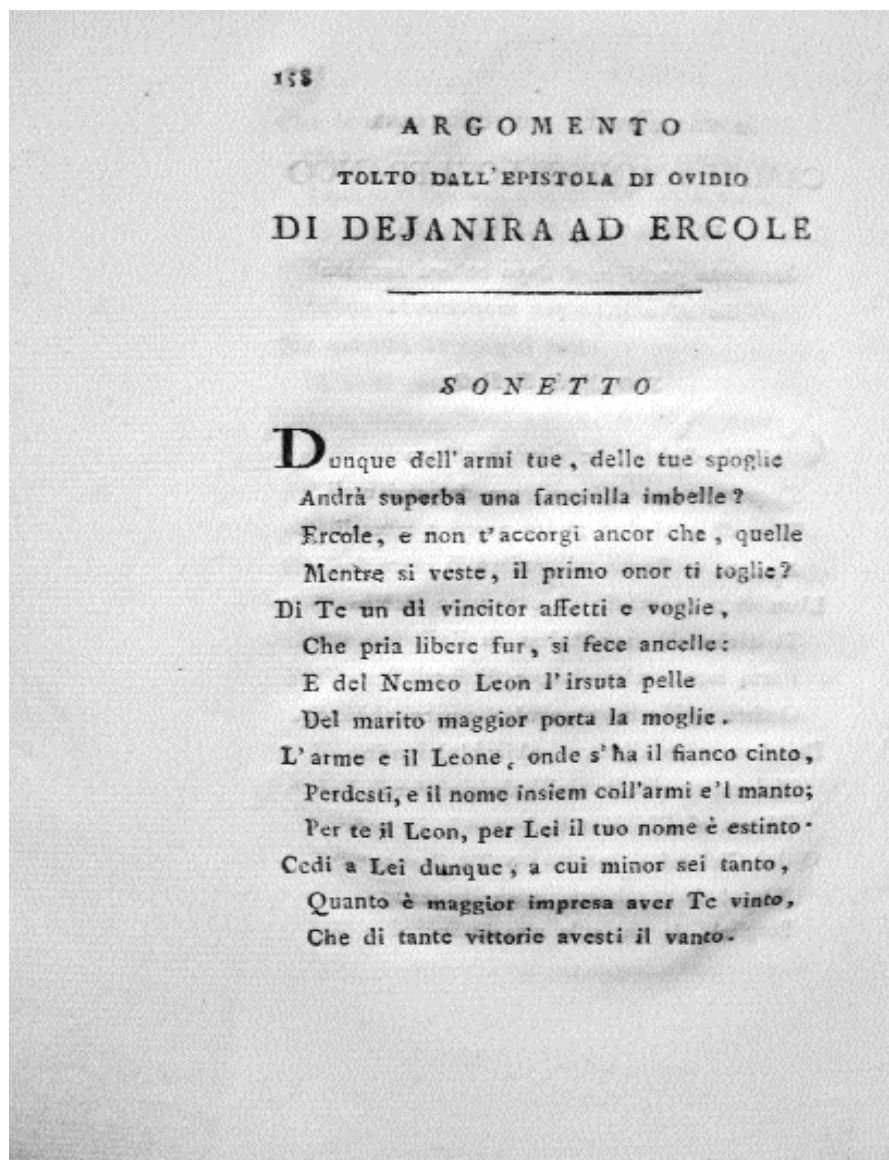 158
ARGOMENTO
TOLTO DALL'EPISTOLA DI OVIDIO
DI DEJANIRA AD ERCOLE
SONETTO
Dunque dell'armi tue, delle tue spoglie
Andrà superba una fanciulla imbelle?
Ercole, e non t'accorgi ancor che, quelle
Mentre si veste, il primo onor ti toglie?
Di Te un dì vincitor affetti e voglie,
Che pria libere fur, si fece ancelle:
E del Nemeo Leon l'irsuta pelle
Del marito maggior porta la moglie.
L'arme e il Leone, onde s'ha il fianco cinto,
Perdesti, e il nome insiem coll'armi e'l manto;
Per te il Leon, per Lei il tuo nome è estinto.
Cedi a Lei dunque, a cui minor sei tanto,
Quanto è maggior impresa aver Te vinto,
Che di tante vittorie avesti il vanto.